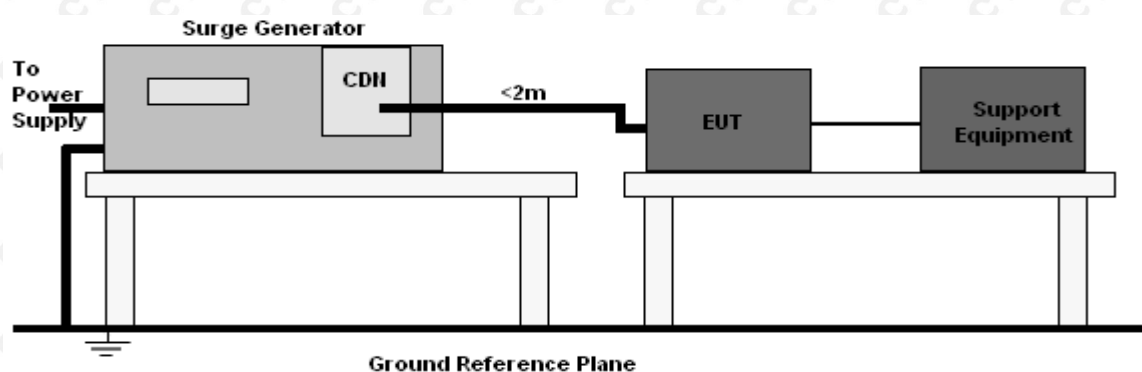 Surge Generator
To
Power
Supply
CDN
<2m
EUT
Support
Equipment
Ground Reference Plane